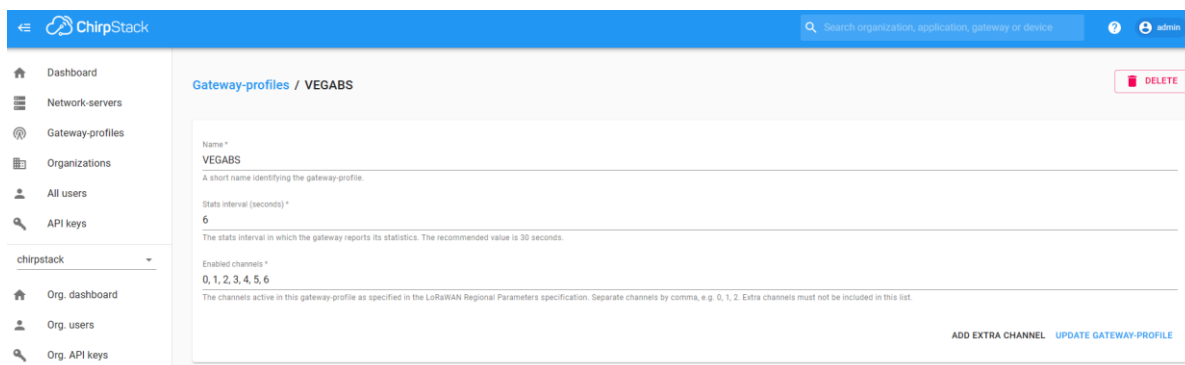 ChirpStack
Search organization, application, gateway or device
? admin
Dashboard
Network-servers
Gateway-profiles
Organizations
All users
API keys
chirpstack
Org. dashboard
Org. users
Org. API keys
Gateway-profiles / VEGABS
DELETE
Name *
VEGABS
A short name identifying the gateway-profile.
Stats interval (seconds) *
6
The stats interval in which the gateway reports its statistics. The recommended value is 30 seconds.
Enabled channels *
0, 1, 2, 3, 4, 5, 6
The channels active in this gateway-profile as specified in the LoRaWAN Regional Parameters specification. Separate channels by comma, e.g. 0, 1, 2. Extra channels must not be included in this list.
ADD EXTRA CHANNEL UPDATE GATEWAY-PROFILE